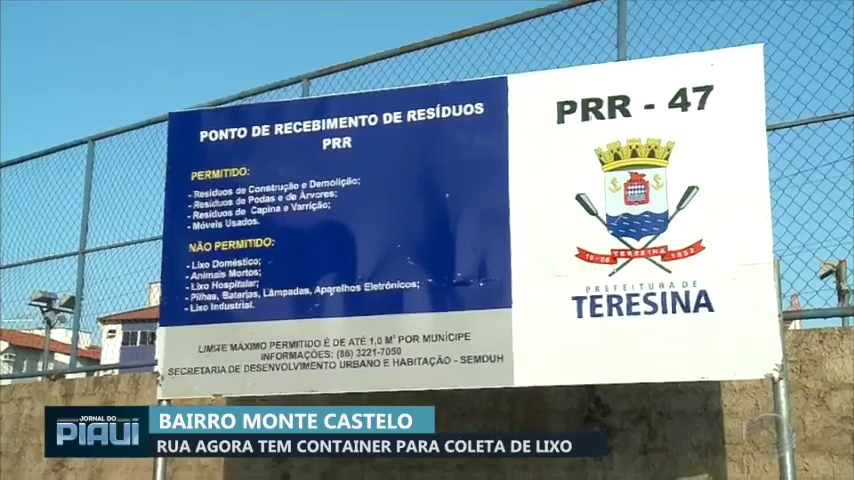 PONTO DE RECEBIMENTO DE RESÍDUOS
PRR
PERMITIDO:
- Resíduos de Construção e Demolição;
- Resíduos de Podas e de Árvores;
- Resíduos de Capina e Varrição;
- Móveis Usados.
NÃO PERMITIDO:
- Lixo Doméstico;
- Animais Mortos;
- Lixo Hospitalar;
- Pilhas, Baterias, Lâmpadas, Aparelhos Eletrônicos;
- Lixo Industrial.
LIMITE MÁXIMO PERMITIDO É DE ATÉ 1,0 M³ POR MUNÍCIPE
INFORMAÇÕES: (86) 3221-7050
SECRETARIA DE DESENVOLVIMENTO URBANO E HABITAÇÃO - SEMDUH
PRR - 47
16-08 TERESINA 1852
PREFEITURA DE
TERESINA
JORNAL DO
PIAUÍ
BAIRRO MONTE CASTELO
RUA AGORA TEM CONTAINER PARA COLETA DE LIXO